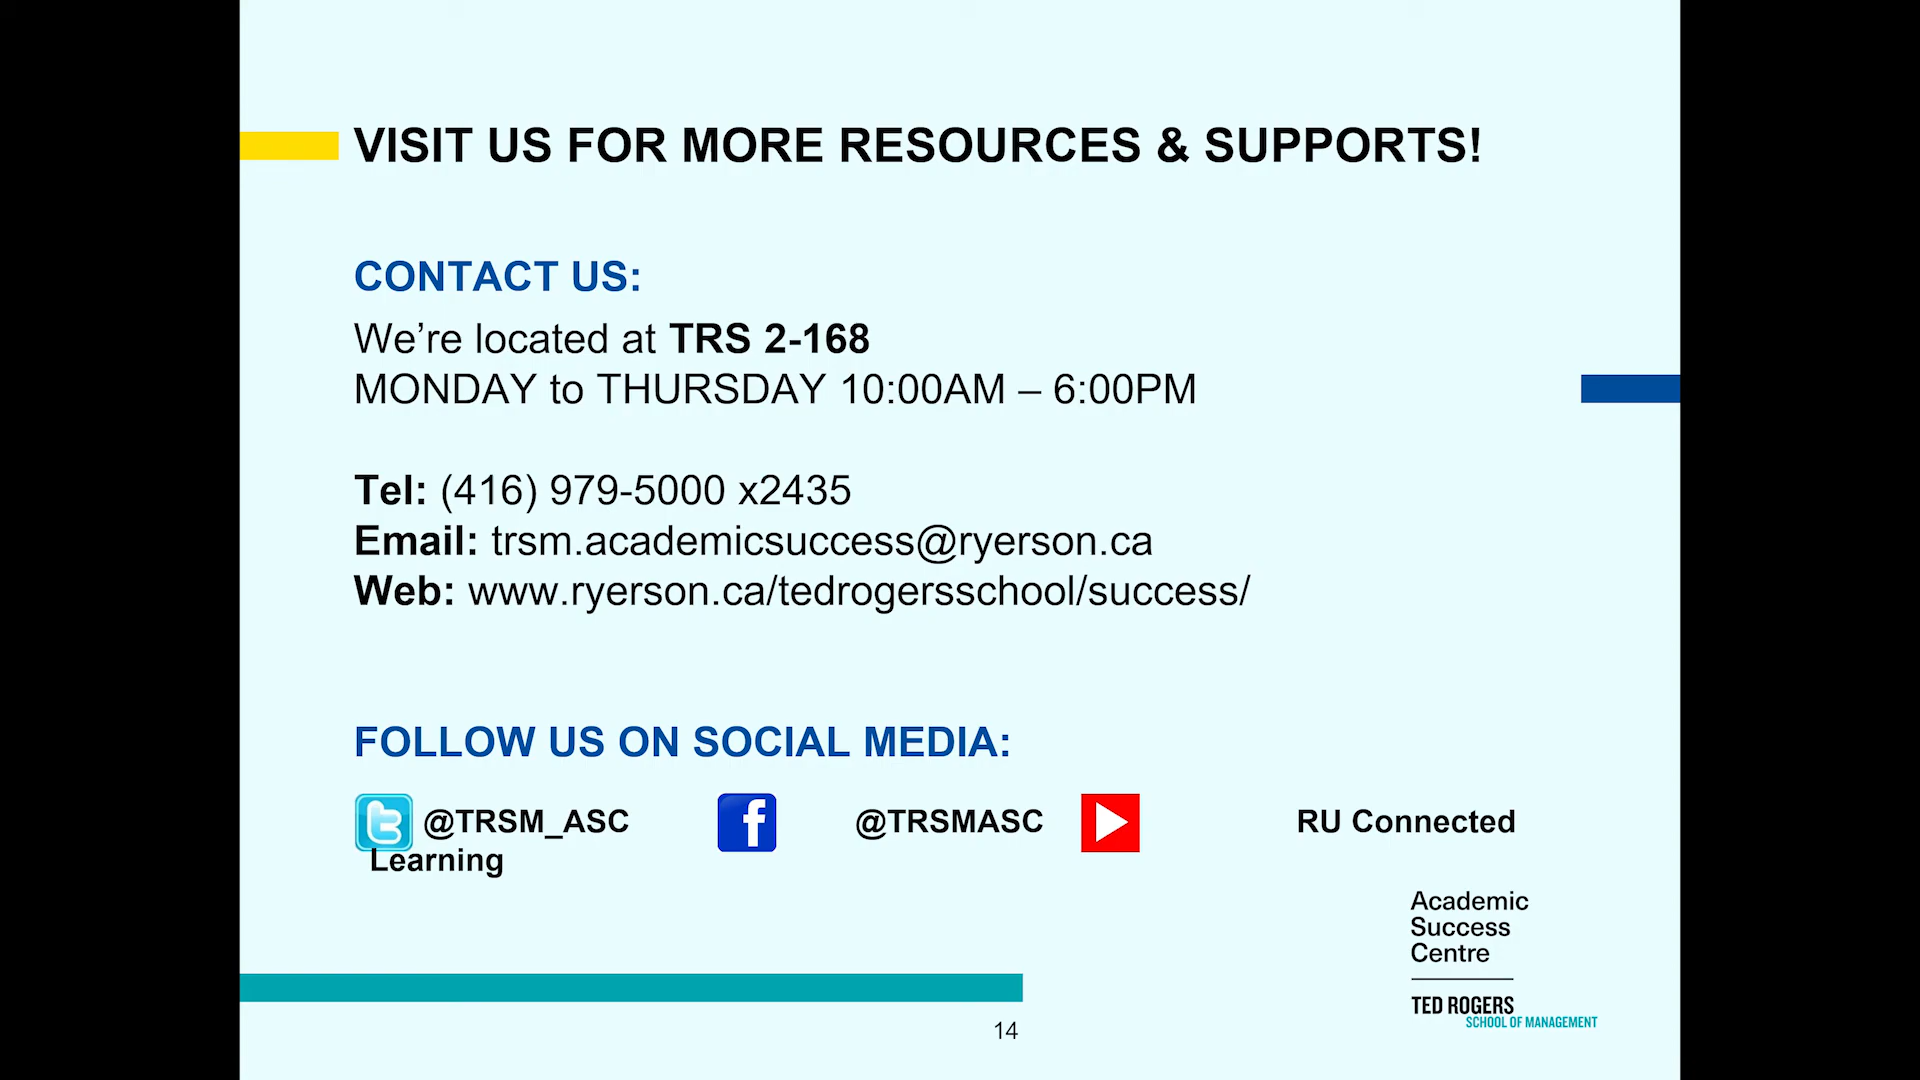 VISIT US FOR MORE RESOURCES & SUPPORTS!
CONTACT US:
We’re located at TRS 2-168
MONDAY to THURSDAY 10:00AM – 6:00PM
Tel: (416) 979-5000 x2435
Email: trsm.academicsuccess@ryerson.ca
Web: www.ryerson.ca/tedrogersschool/success/
FOLLOW US ON SOCIAL MEDIA:
@TRSM_ASC @TRSMASC RU Connected
Learning
Academic
Success
Centre
TED ROGERS
SCHOOL OF MANAGEMENT
14